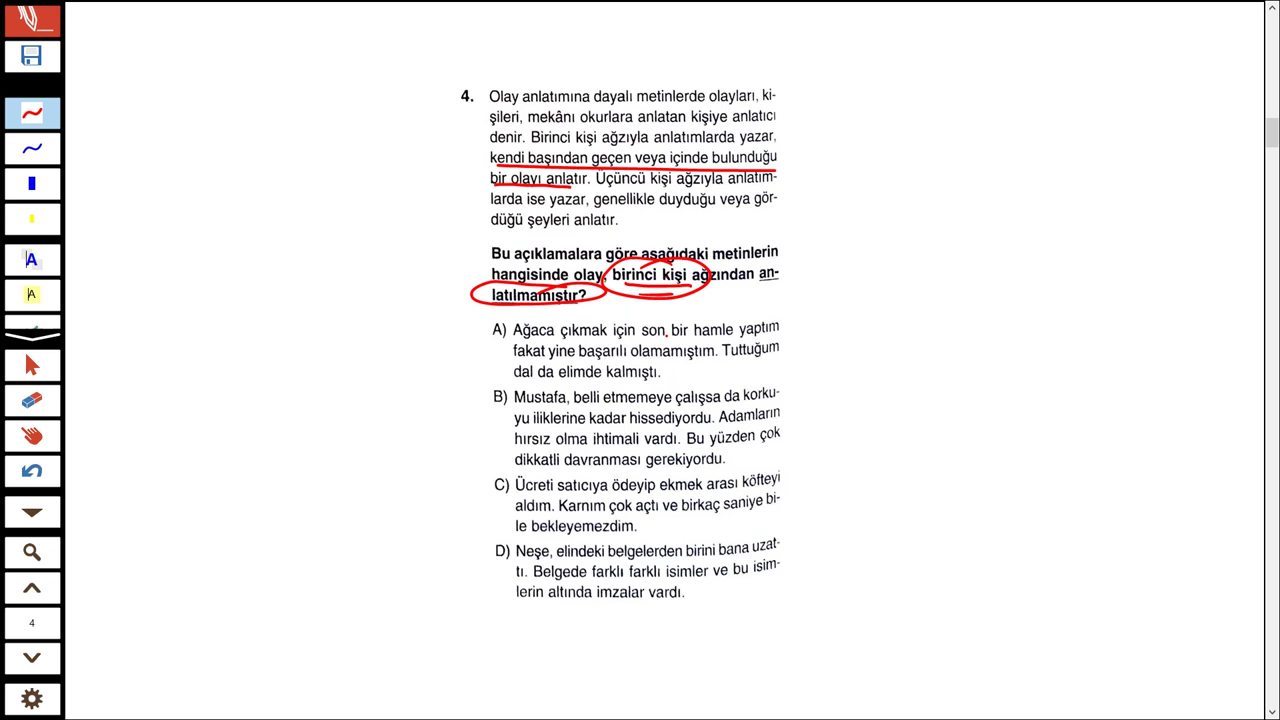 4. Olay anlatımına dayalı metinlerde olayları, ki-
şileri, mekânı okurlara anlatan kişiye anlatıcı
denir. Birinci kişi ağzıyla anlatımlarda yazar,
kendi başından geçen veya içinde bulunduğu
bir olayı anlatır. Üçüncü kişi ağzıyla anlatım-
larda ise yazar, genellikle duyduğu veya gör-
düğü şeyleri anlatır.
Bu açıklamalara göre aşağıdaki metinlerin
hangisinde olay, birinci kişi ağzından an-
latılmamıştır?
A) Ağaca çıkmak için son bir hamle yaptım
fakat yine başarılı olamamıştım. Tuttuğum
dal da elimde kalmıştı.
B) Mustafa, belli etmemeye çalışsa da korku-
yu iliklerine kadar hissediyordu. Adamların
hırsız olma ihtimali vardı. Bu yüzden çok
dikkatli davranması gerekiyordu.
C) Ücreti satıcıya ödeyip ekmek arası köfteyi
aldım. Karnım çok açtı ve birkaç saniye bi-
le bekleyemezdim.
D) Neşe, elindeki belgelerden birini bana uzat-
tı. Belgede farklı farklı isimler ve bu isim-
lerin altında imzalar vardı.
A
A
4